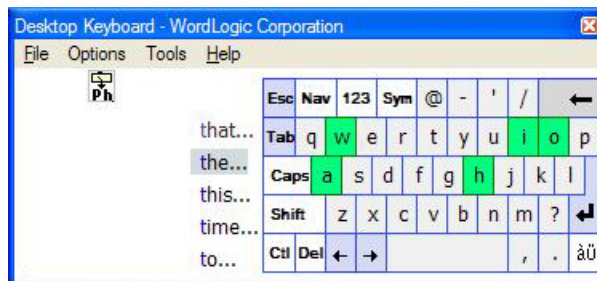 Desktop Keyboard - WordLogic Corporation
File Options Tools Help
Ph
that...
the...
this...
time...
to...
Esc Nav 123 Sym @ - ' / ←
Tab q w e r t y u i o p
Caps a s d f g h j k l
Shift z x c v b n m ? ↵
Ctl Del ← → , . àü